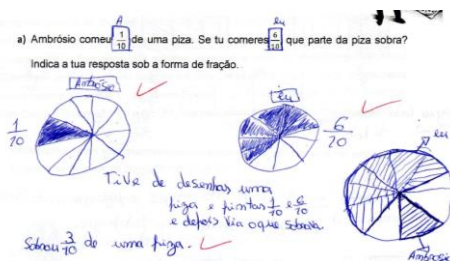 A
eu
a) Ambrósio comeu 1/10 de uma piza. Se tu comeres 6/10, que parte da piza sobra?
Indica a tua resposta sob a forma de fração.
Ambrósio
eu
1/10
6/10
eu
Tive de desenhar uma
piza e pintar 1/10 e 6/10
e depois via o que sobrava
Sobrou 3/10 de uma piza.
Ambrósio